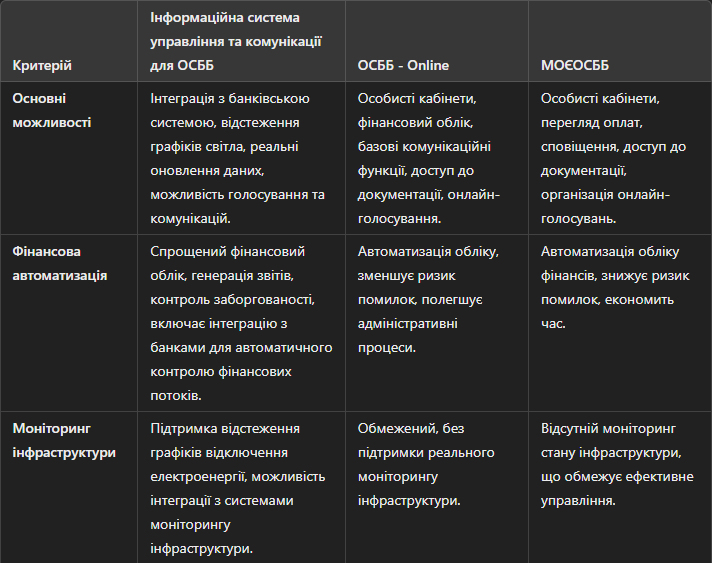 Критерій
Інформаційна система
управління та комунікації
для ОСББ
ОСББ - Online
МОЄОСББ
Основні
можливості
Інтеграція з банківською
системою, відстеження
графіків світла, реальні
оновлення даних,
можливість голосування та
комунікацій.
Особисті кабінети,
фінансовий облік,
базові комунікаційні
функції, доступ до
документації, онлайн-
голосування.
Особисті кабінети,
перегляд оплат,
сповіщення, доступ до
документації,
організація онлайн-
голосувань.
Фінансова
автоматизація
Спрощений фінансовий
облік, генерація звітів,
контроль заборгованості,
включає інтеграцію з
банками для автоматичного
контролю фінансових
потоків.
Автоматизація обліку,
зменшує ризик
помилок, полегшує
адміністративні
процеси.
Автоматизація обліку
фінансів, знижує ризик
помилок, економить
час.
Моніторинг
інфраструктури
Підтримка відстеження
графіків відключення
електроенергії, можливість
інтеграції з системами
моніторингу
інфраструктури.
Обмежений, без
підтримки реального
моніторингу
інфраструктури.
Відсутній моніторинг
стану інфраструктури,
що обмежує ефективне
управління.